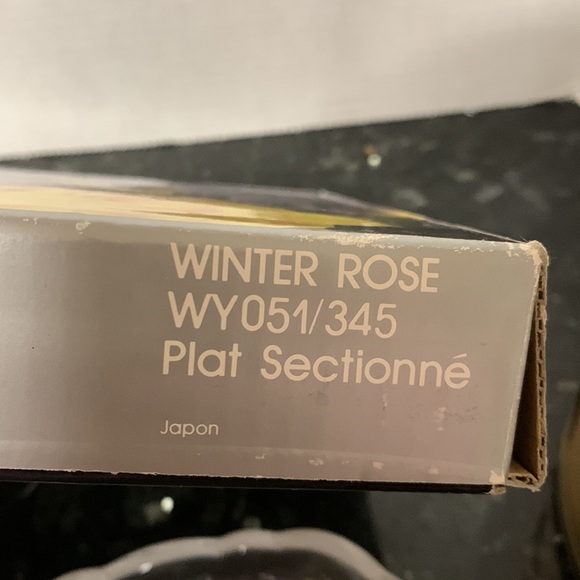 WINTER ROSE
WY051/345
Plat Sectionné
Japon